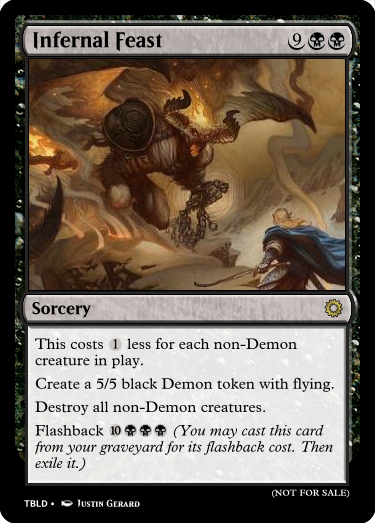 Infernal Feast 9
Sorcery
This costs 1 less for each non-Demon
creature in play.
Create a 5/5 black Demon token with flying.
Destroy all non-Demon creatures.
Flashback 10 (You may cast this card
from your graveyard for its flashback cost. Then
exile it.)
(NOT FOR SALE)
TBLD • Justin Gerard